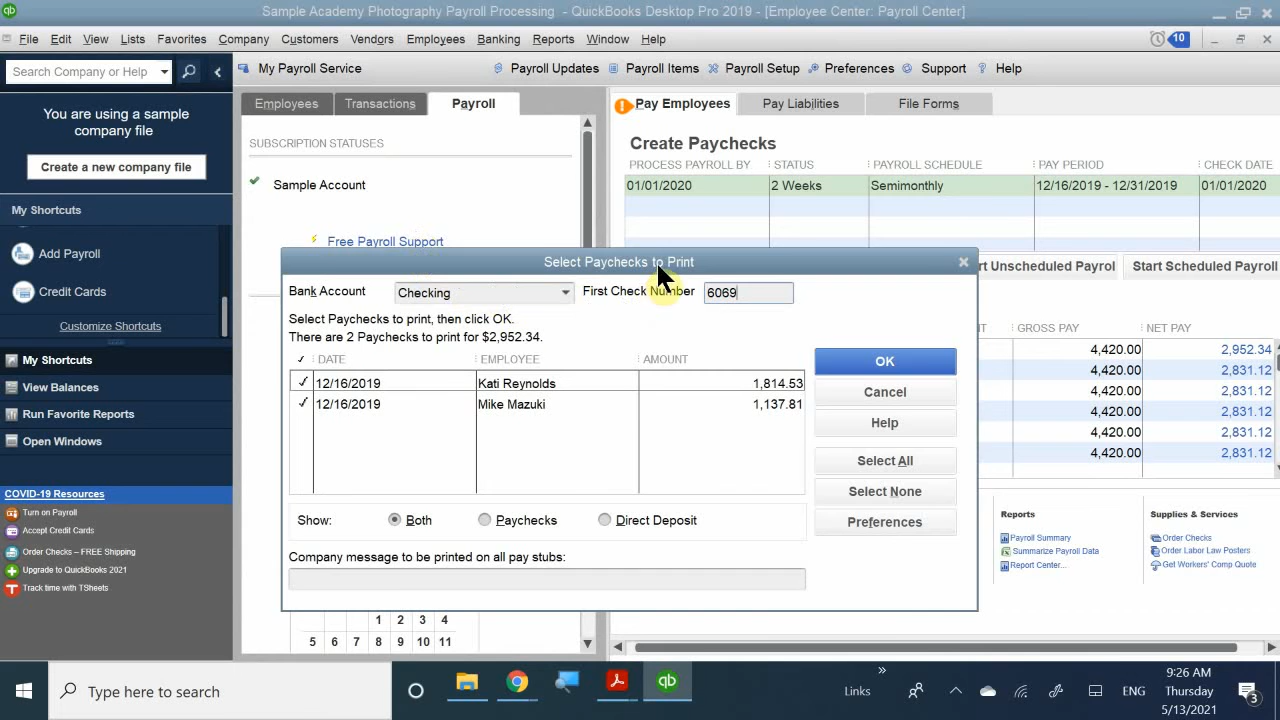 Sample Academy Photography Payroll Processing - QuickBooks Desktop Pro 2019 - [Employee Center: Payroll Center]
File Edit View Lists Favorites Company Customers Vendors Employees Banking Reports Window Help
10
Search Company or Help
My Payroll Service
Payroll Updates
Payroll Items
Payroll Setup
Preferences
Support
? Help
You are using a sample
company file
Create a new company file
My Shortcuts
Add Payroll
Credit Cards
Customize Shortcuts
My Shortcuts
View Balances
Run Favorite Reports
Open Windows
COVID-19 Resources
Turn on Payroll
Accept Credit Cards
Order Checks – FREE Shipping
Upgrade to QuickBooks 2021
Track time with TSheets
Employees Transactions Payroll
SUBSCRIPTION STATUSES
Sample Account
Free Payroll Support
Pay Employees Pay Liabilities File Forms
Create Paychecks
PROCESS PAYROLL BY STATUS PAYROLL SCHEDULE PAY PERIOD CHECK DATE
01/01/2020 2 Weeks Semimonthly 12/16/2019 - 12/31/2019 01/01/2020
rt Unscheduled Payroll Start Scheduled Payroll
Select Paychecks to Print
Bank Account Checking First Check Number 6069
Select Paychecks to print, then click OK.
There are 2 Paychecks to print for $2,952.34.
✓ DATE EMPLOYEE AMOUNT
✓ 12/16/2019 Kati Reynolds 1,814.53
✓ 12/16/2019 Mike Mazuki 1,137.81
OK
Cancel
Help
Select All
Select None
Preferences
Show: Both Paychecks Direct Deposit
Company message to be printed on all pay stubs:
GROSS PAY NET PAY
4,420.00 2,952.34
4,420.00 2,831.12
4,420.00 2,831.12
4,420.00 2,831.12
4,420.00 2,831.12
4,420.00 2,831.12
Reports
Payroll Summary
Summarize Payroll Data
Report Center...
Supplies & Services
Order Checks
Order Labor Law Posters
Get Workers' Comp Quote
1 2 3 4
5 6 7 8 9 10 11
Type here to search
Links
ENG
9:26 AM
Thursday
5/13/2021
3
qb